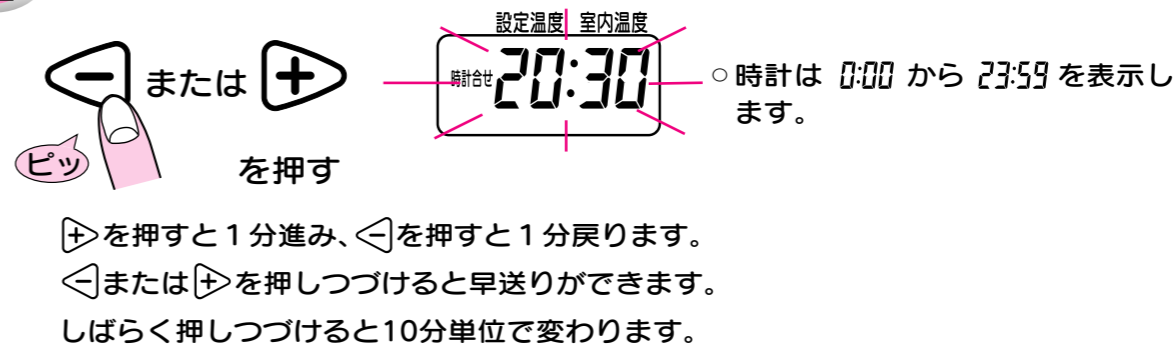 設定温度 室内温度
時計合せ 20:30
－ または ＋
ピッ
を押す
○時計は 0:00 から 23:59 を表示し
ます。
＋を押すと1分進み、－を押すと1分戻ります。
－または＋を押しつづけると早送りができます。
しばらく押しつづけると10分単位で変わります。